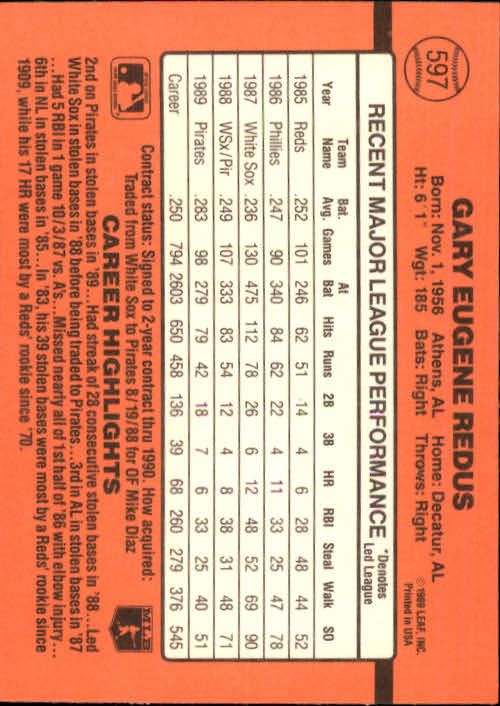 597
GARY EUGENE REDUS
Born: Nov. 1, 1956 Athens, AL Home: Decatur, AL
Ht: 6'1" Wgt: 185 Bats: Right Throws: Right
© 1989 LEAF, INC.
Printed in USA
RECENT MAJOR LEAGUE PERFORMANCE
*Denotes
Led League
Year Team Name Bat. Avg. Games At Bat Hits Runs 2B 3B HR RBI Steal Walk SO
1985 Reds .252 101 246 62 51 14 4 6 28 48 44 52
1986 Phillies .247 90 340 84 62 22 4 11 33 25 47 78
1987 White Sox .236 130 475 112 78 26 6 12 48 52 69 90
1988 WSx/Pir .249 107 333 83 54 12 4 8 38 31 48 71
1989 Pirates .283 98 279 79 42 18 7 6 33 25 40 51
Career .250 794 2603 650 458 136 39 68 260 279 376 545
Contract status: Signed to 2-year contract thru 1990. How acquired:
Traded from White Sox to Pirates 8/19/88 for OF Mike Diaz
CAREER HIGHLIGHTS
MLB
2nd on Pirates in stolen bases in '89...Had streak of 28 consecutive stolen bases in '88...Led
White Sox in stolen bases in '88 before being traded to Pirates...3rd in AL in stolen bases in '87
...Had 5 RBI in 1 game 10/3/87 vs. A's...Missed nearly all of 1st half of '86 with elbow injury...
6th in NL in stolen bases in '85...In '83, his 39 stolen bases were most by a Reds' rookie since
1909, while his 17 HR were most by a Reds' rookie since '70.